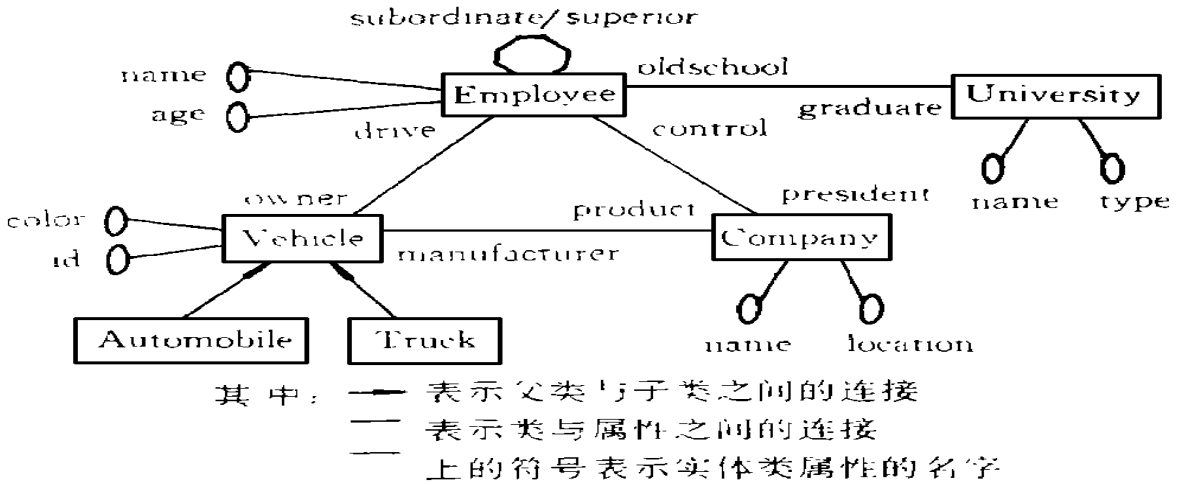 subordinate/superior
name
oldschool
Employee
University
age
graduate
drive
control
owner
president
name
type
color
product
Vehicle
Company
id
manufacturer
Automobile
Truck
name
location
其中: 表示父类与子类之间的连接
表示类与属性之间的连接
上的符号表示实体类属性的名字